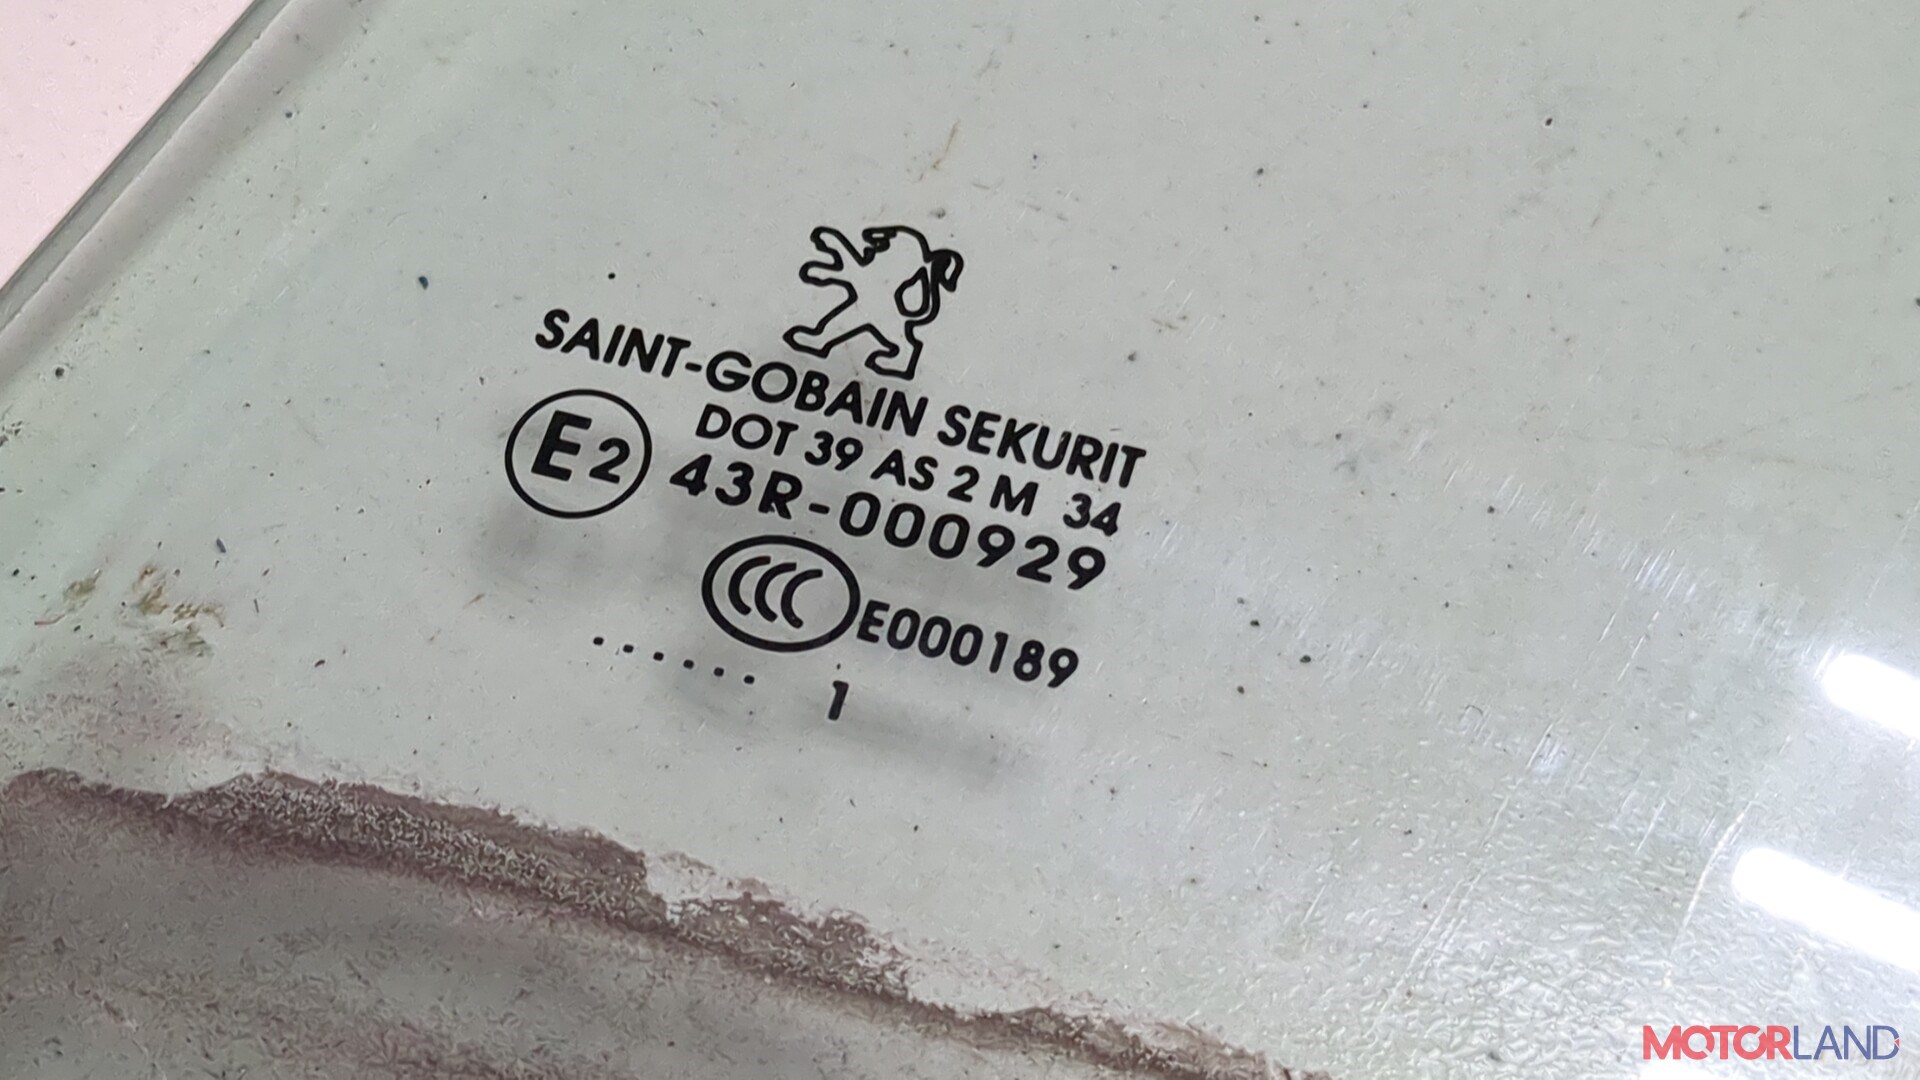 SAINT-GOBAIN SEKURIT
DOT 39 AS 2 M 34
E2 43R-000929
CCC E000189
...... 1
MOTORLAND